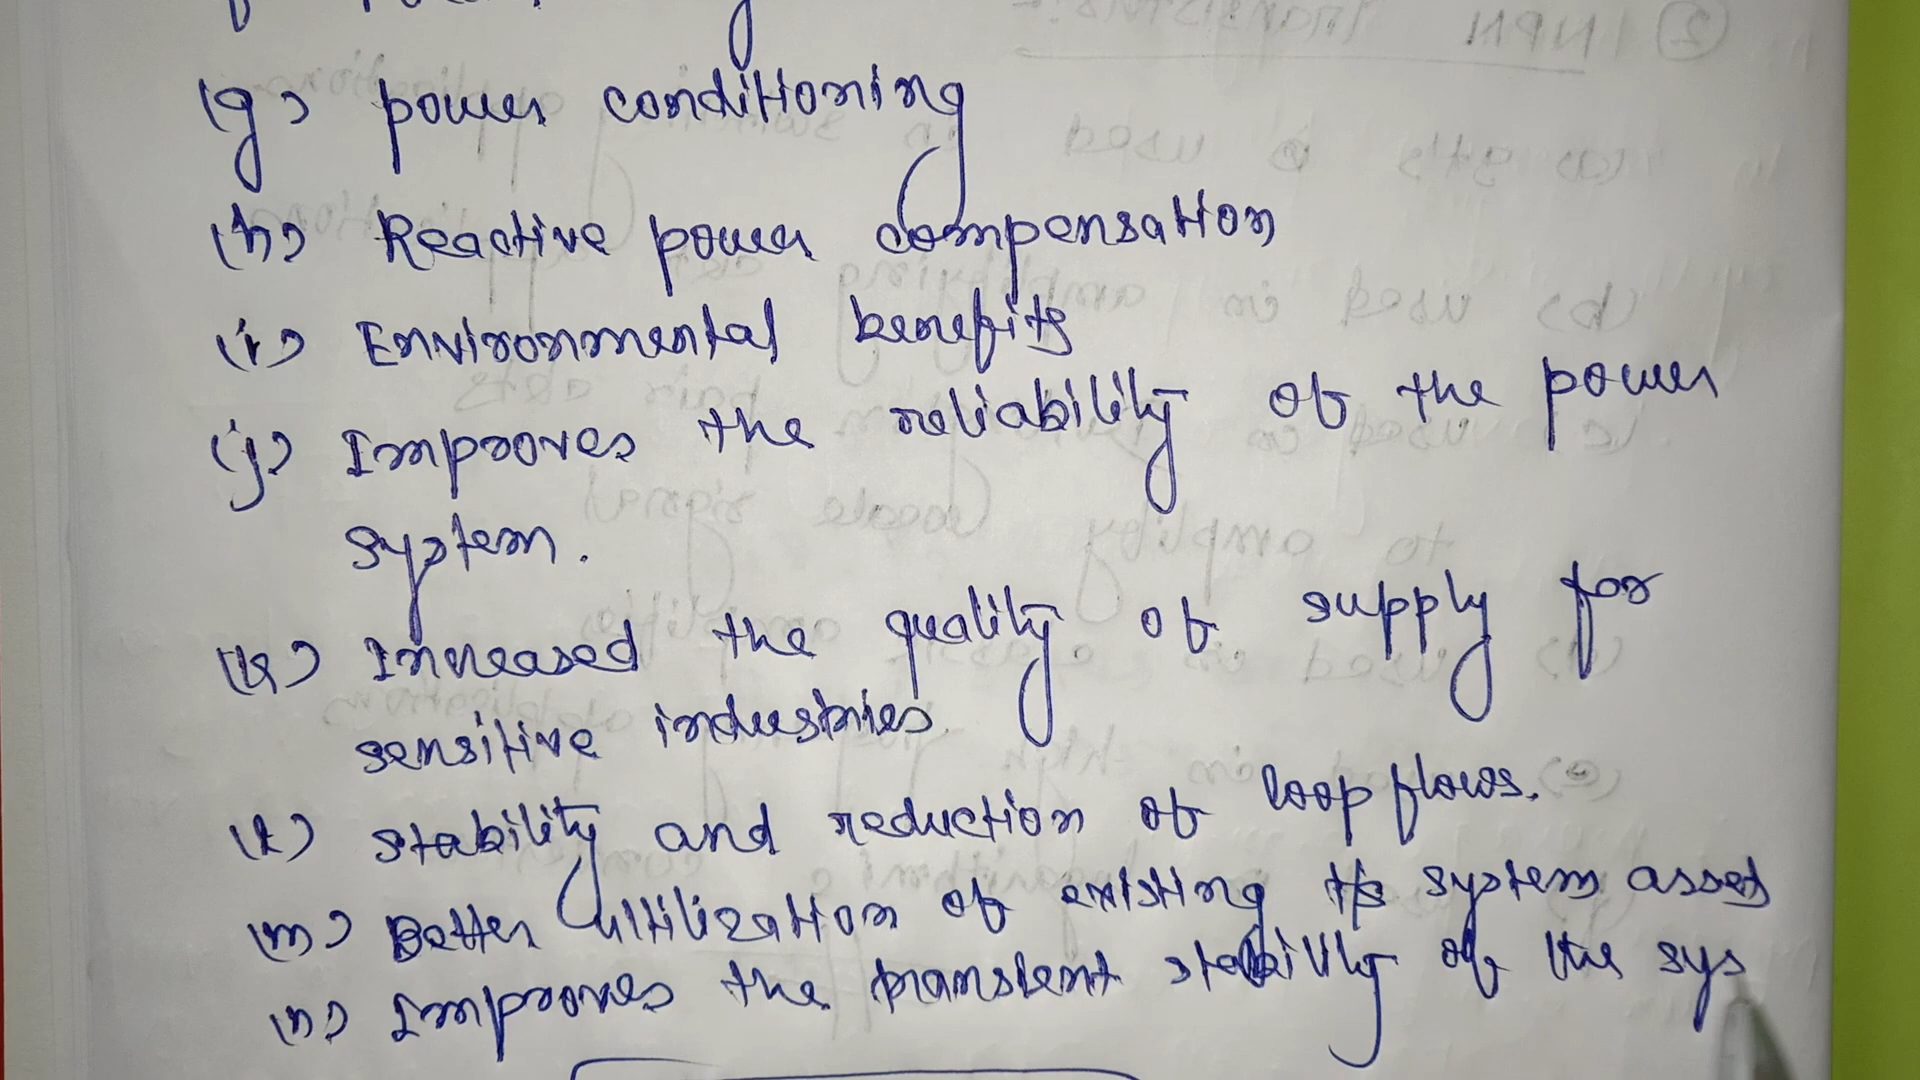 (g) power conditioning
(h) Reactive power compensation
(i) Environmental benefits
(j) Improves the reliability of the power
system.
(k) Increased the quality of supply for
sensitive industries
(l) stability and reduction of loop flows.
(m) Better utilization of existing system asset
(n) Improves the transient stability of the sys